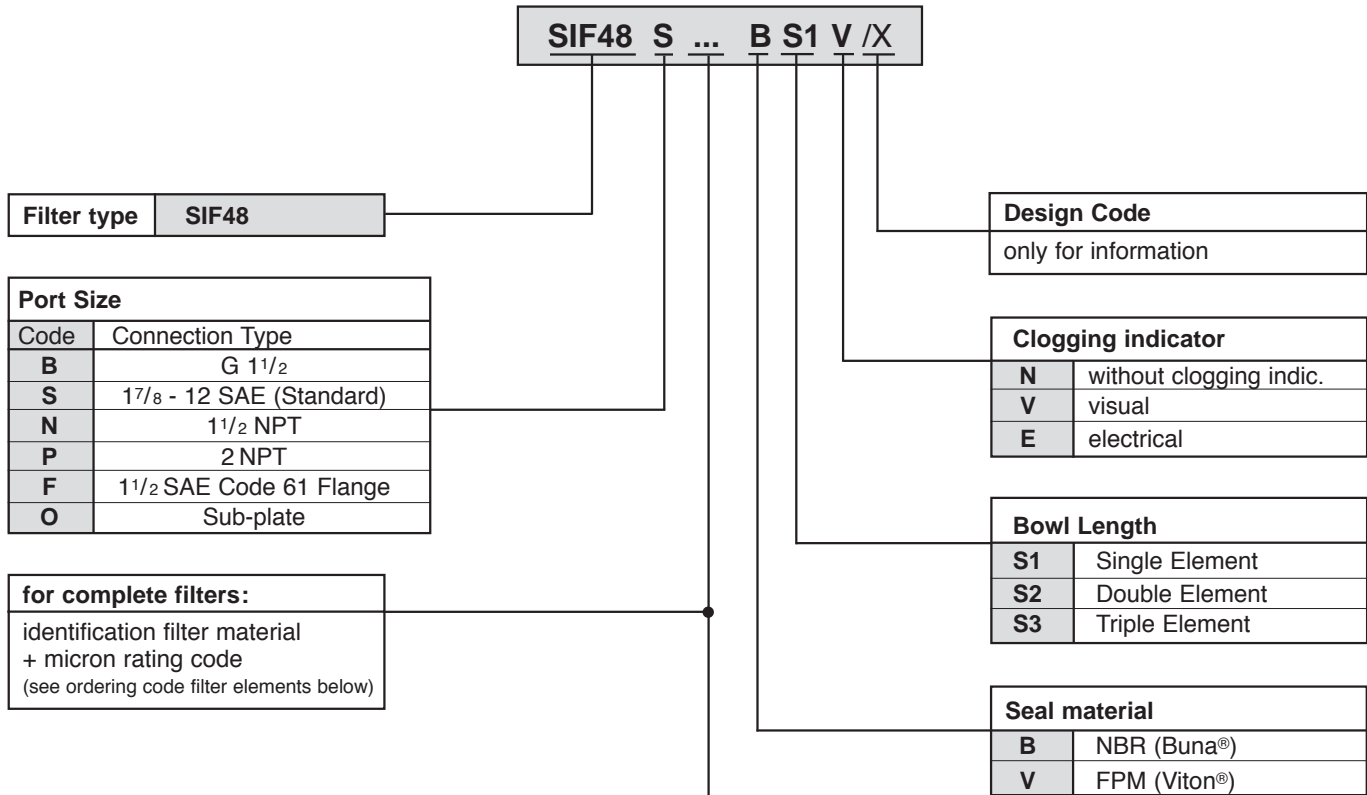 SIF48 S ... B S1 V /X
Filter type SIF48
Port Size
Code Connection Type
B G 1 1/2
S 1 7/8 - 12 SAE (Standard)
N 1 1/2 NPT
P 2 NPT
F 1 1/2 SAE Code 61 Flange
O Sub-plate
for complete filters:
identification filter material
+ micron rating code
(see ordering code filter elements below)
Design Code
only for information
Clogging indicator
N without clogging indic.
V visual
E electrical
Bowl Length
S1 Single Element
S2 Double Element
S3 Triple Element
Seal material
B NBR (Buna®)
V FPM (Viton®)